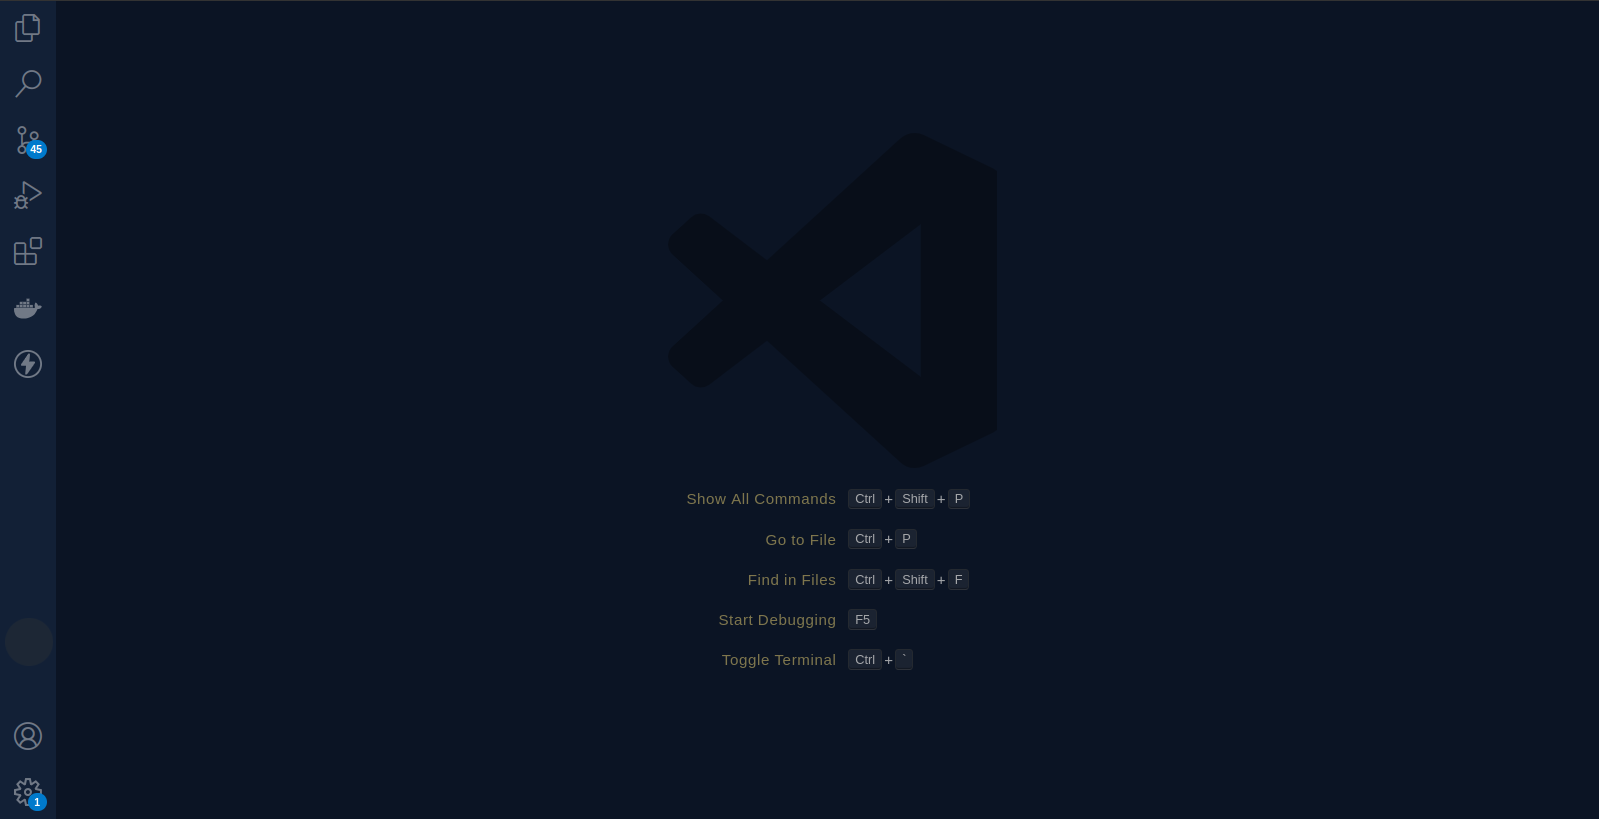 45
Show All Commands Ctrl + Shift + P
Go to File Ctrl + P
Find in Files Ctrl + Shift + F
Start Debugging F5
Toggle Terminal Ctrl + `
1